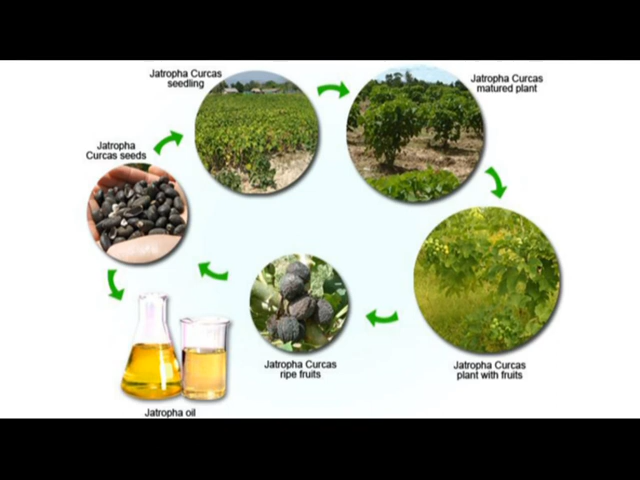 Jatropha Curcas
seedling
Jatropha Curcas
matured plant
Jatropha
Curcas seeds
Jatropha Curcas
ripe fruits
Jatropha Curcas
plant with fruits
Jatropha oil